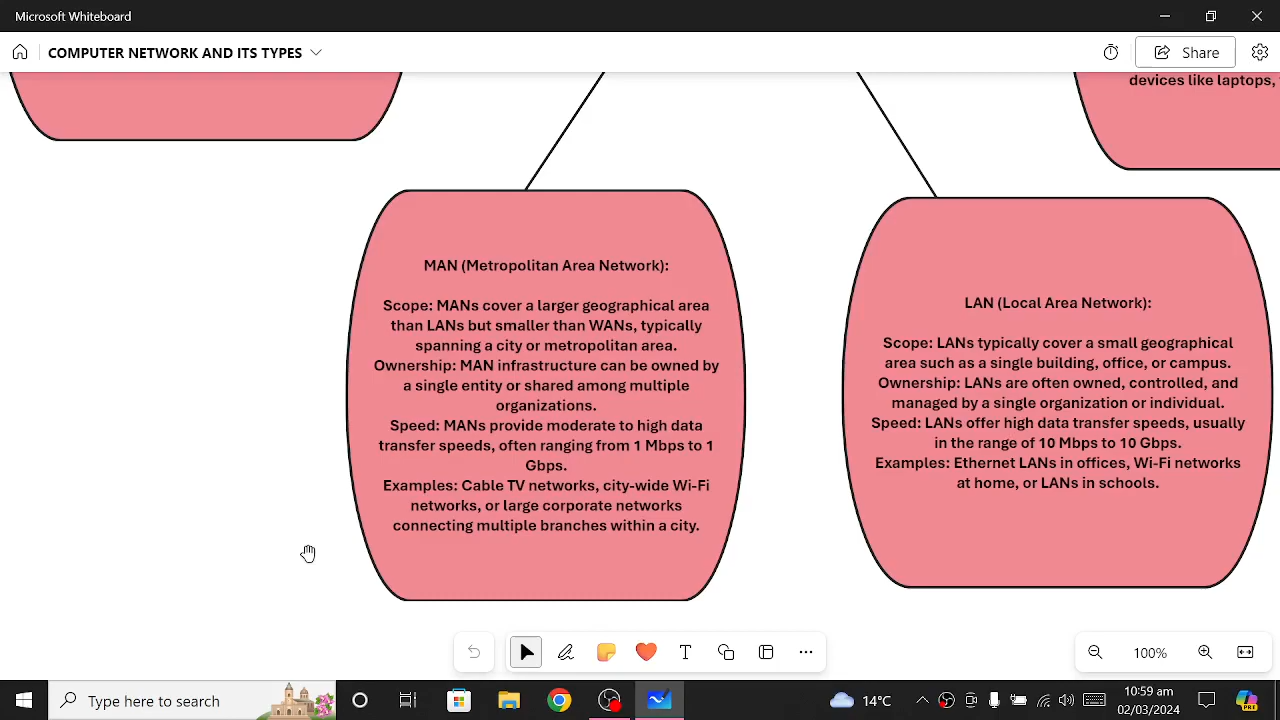 Microsoft Whiteboard
COMPUTER NETWORK AND ITS TYPES
Share
devices like laptops,
MAN (Metropolitan Area Network):
Scope: MANs cover a larger geographical area
than LANs but smaller than WANs, typically
spanning a city or metropolitan area.
Ownership: MAN infrastructure can be owned by
a single entity or shared among multiple
organizations.
Speed: MANs provide moderate to high data
transfer speeds, often ranging from 1 Mbps to 1
Gbps.
Examples: Cable TV networks, city-wide Wi-Fi
networks, or large corporate networks
connecting multiple branches within a city.
LAN (Local Area Network):
Scope: LANs typically cover a small geographical
area such as a single building, office, or campus.
Ownership: LANs are often owned, controlled, and
managed by a single organization or individual.
Speed: LANs offer high data transfer speeds, usually
in the range of 10 Mbps to 10 Gbps.
Examples: Ethernet LANs in offices, Wi-Fi networks
at home, or LANs in schools.
100%
Type here to search
14°C
10:59 am
02/03/2024